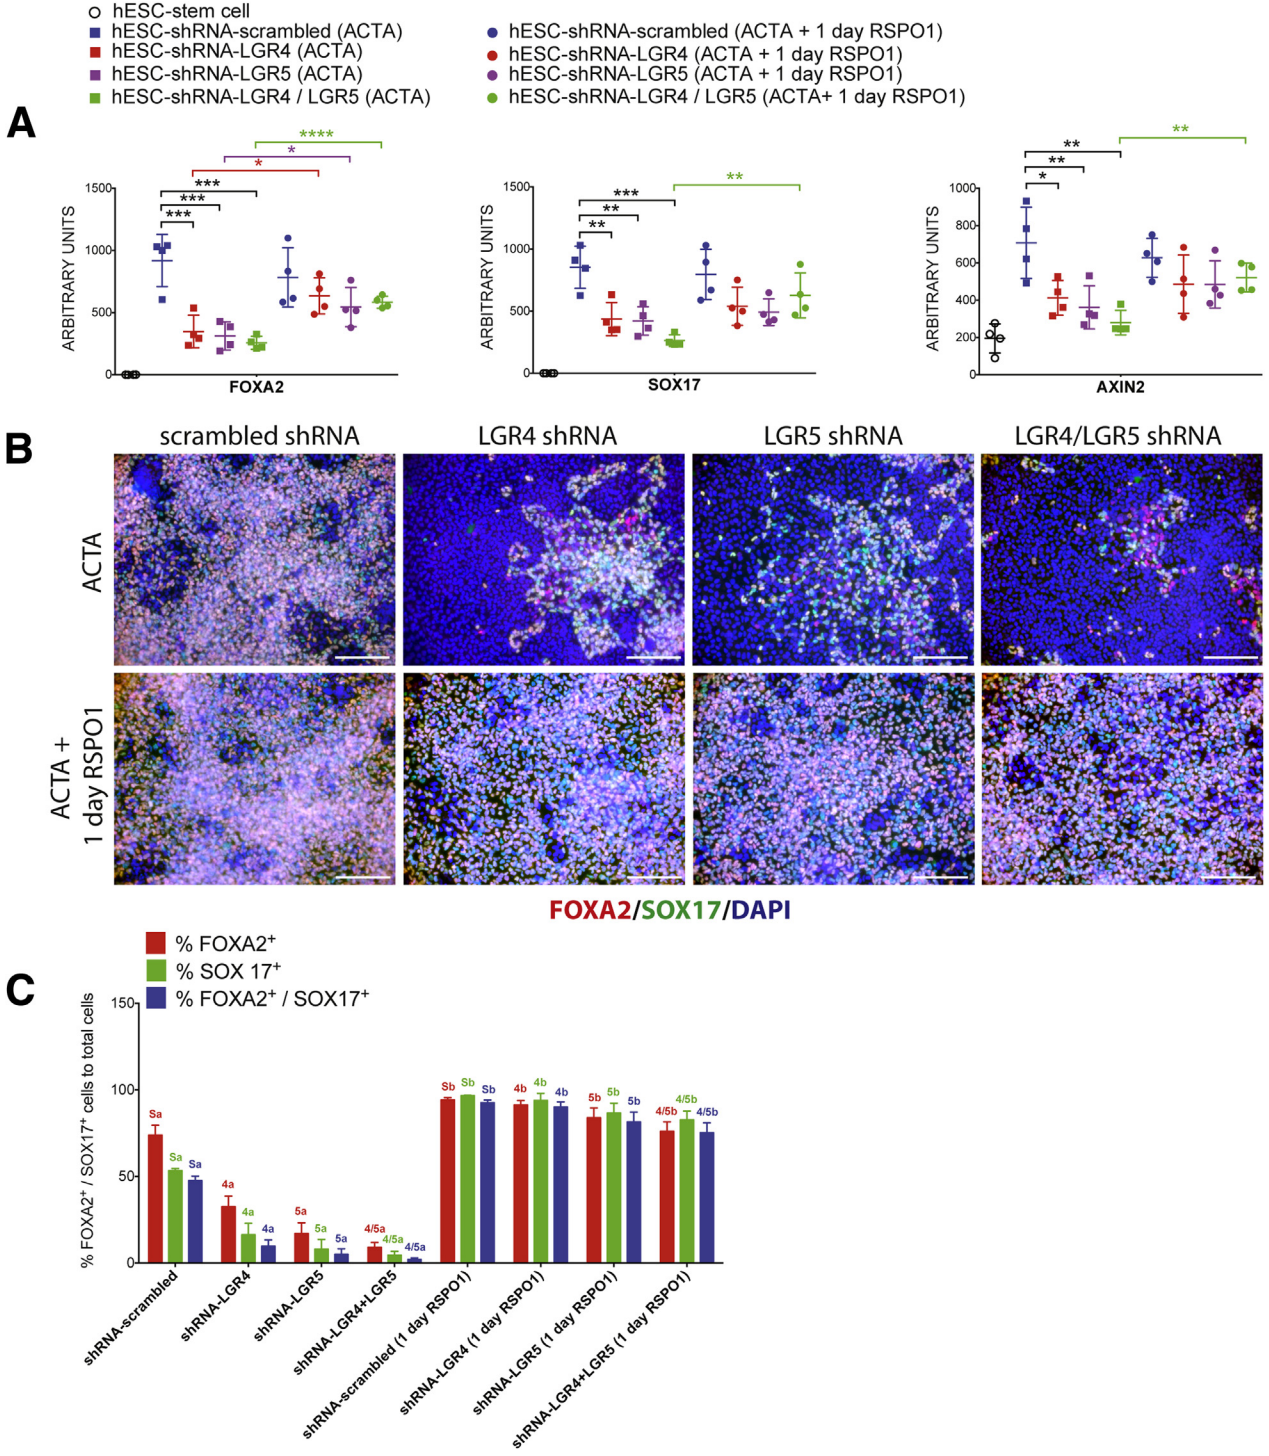 hESC-stem cell
hESC-shRNA-scrambled (ACTA)
hESC-shRNA-LGR4 (ACTA)
hESC-shRNA-LGR5 (ACTA)
hESC-shRNA-LGR4 / LGR5 (ACTA)
hESC-shRNA-scrambled (ACTA + 1 day RSPO1)
hESC-shRNA-LGR4 (ACTA + 1 day RSPO1)
hESC-shRNA-LGR5 (ACTA + 1 day RSPO1)
hESC-shRNA-LGR4 / LGR5 (ACTA+ 1 day RSPO1)
A
ARBITRARY UNITS
1500
1000
500
0
***
***
***
*
*
****
FOXA2
ARBITRARY UNITS
1500
1000
500
0
**
**
***
**
SOX17
ARBITRARY UNITS
1000
800
600
400
200
0
*
**
**
**
AXIN2
B
scrambled shRNA
LGR4 shRNA
LGR5 shRNA
LGR4/LGR5 shRNA
ACTA
ACTA +
1 day RSPO1
FOXA2/SOX17/DAPI
C
% FOXA2+
% SOX 17+
% FOXA2+ / SOX17+
% FOXA2+ / SOX17+ cells to total cells
150
100
50
0
Sa
Sa
Sa
4a
4a
4a
5a
5a
5a
4/5a
4/5a
4/5a
Sb
Sb
Sb
4b
4b
4b
5b
5b
5b
4/5b
4/5b
4/5b
shRNA-scrambled
shRNA-LGR4
shRNA-LGR5
shRNA-LGR4+LGR5
shRNA-scrambled (1 day RSPO1)
shRNA-LGR4 (1 day RSPO1)
shRNA-LGR5 (1 day RSPO1)
shRNA-LGR4+LGR5 (1 day RSPO1)